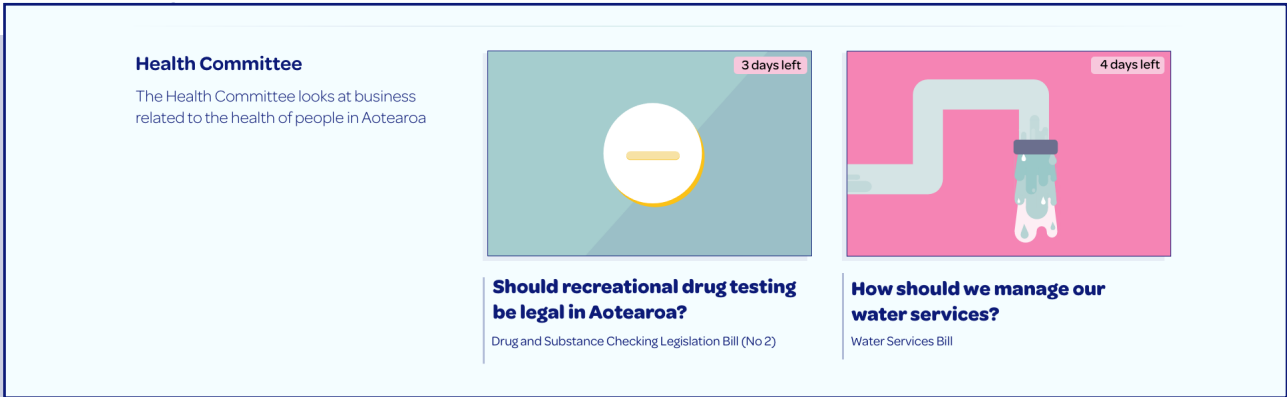 Health Committee
The Health Committee looks at business
related to the health of people in Aotearoa
3 days left
Should recreational drug testing
be legal in Aotearoa?
Drug and Substance Checking Legislation Bill (No 2)
4 days left
How should we manage our
water services?
Water Services Bill